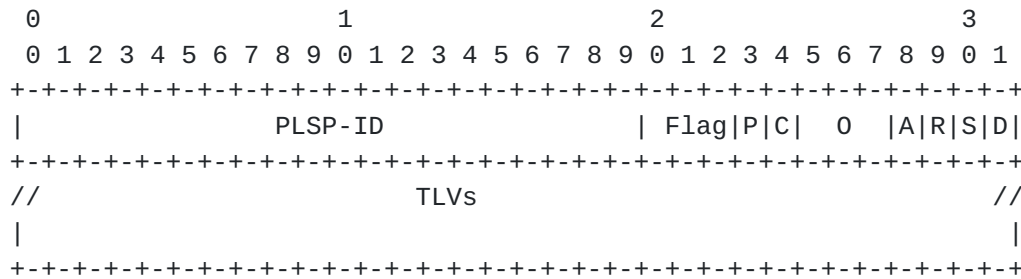 0                   1                   2                   3
 0 1 2 3 4 5 6 7 8 9 0 1 2 3 4 5 6 7 8 9 0 1 2 3 4 5 6 7 8 9 0 1
+-+-+-+-+-+-+-+-+-+-+-+-+-+-+-+-+-+-+-+-+-+-+-+-+-+-+-+-+-+-+-+-+
|                PLSP-ID                | Flag|P|C|  O  |A|R|S|D|
+-+-+-+-+-+-+-+-+-+-+-+-+-+-+-+-+-+-+-+-+-+-+-+-+-+-+-+-+-+-+-+-+
//                        TLVs                                  //
|                                                               |
+-+-+-+-+-+-+-+-+-+-+-+-+-+-+-+-+-+-+-+-+-+-+-+-+-+-+-+-+-+-+-+-+